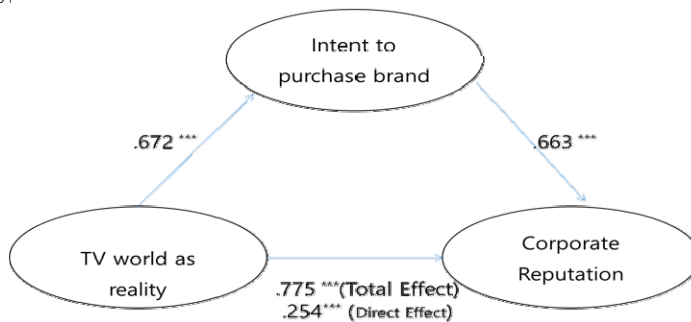 Intent to
purchase brand
.672 ***
.663 ***
TV world as
reality
Corporate
Reputation
.775 ***(Total Effect)
.254*** (Direct Effect)